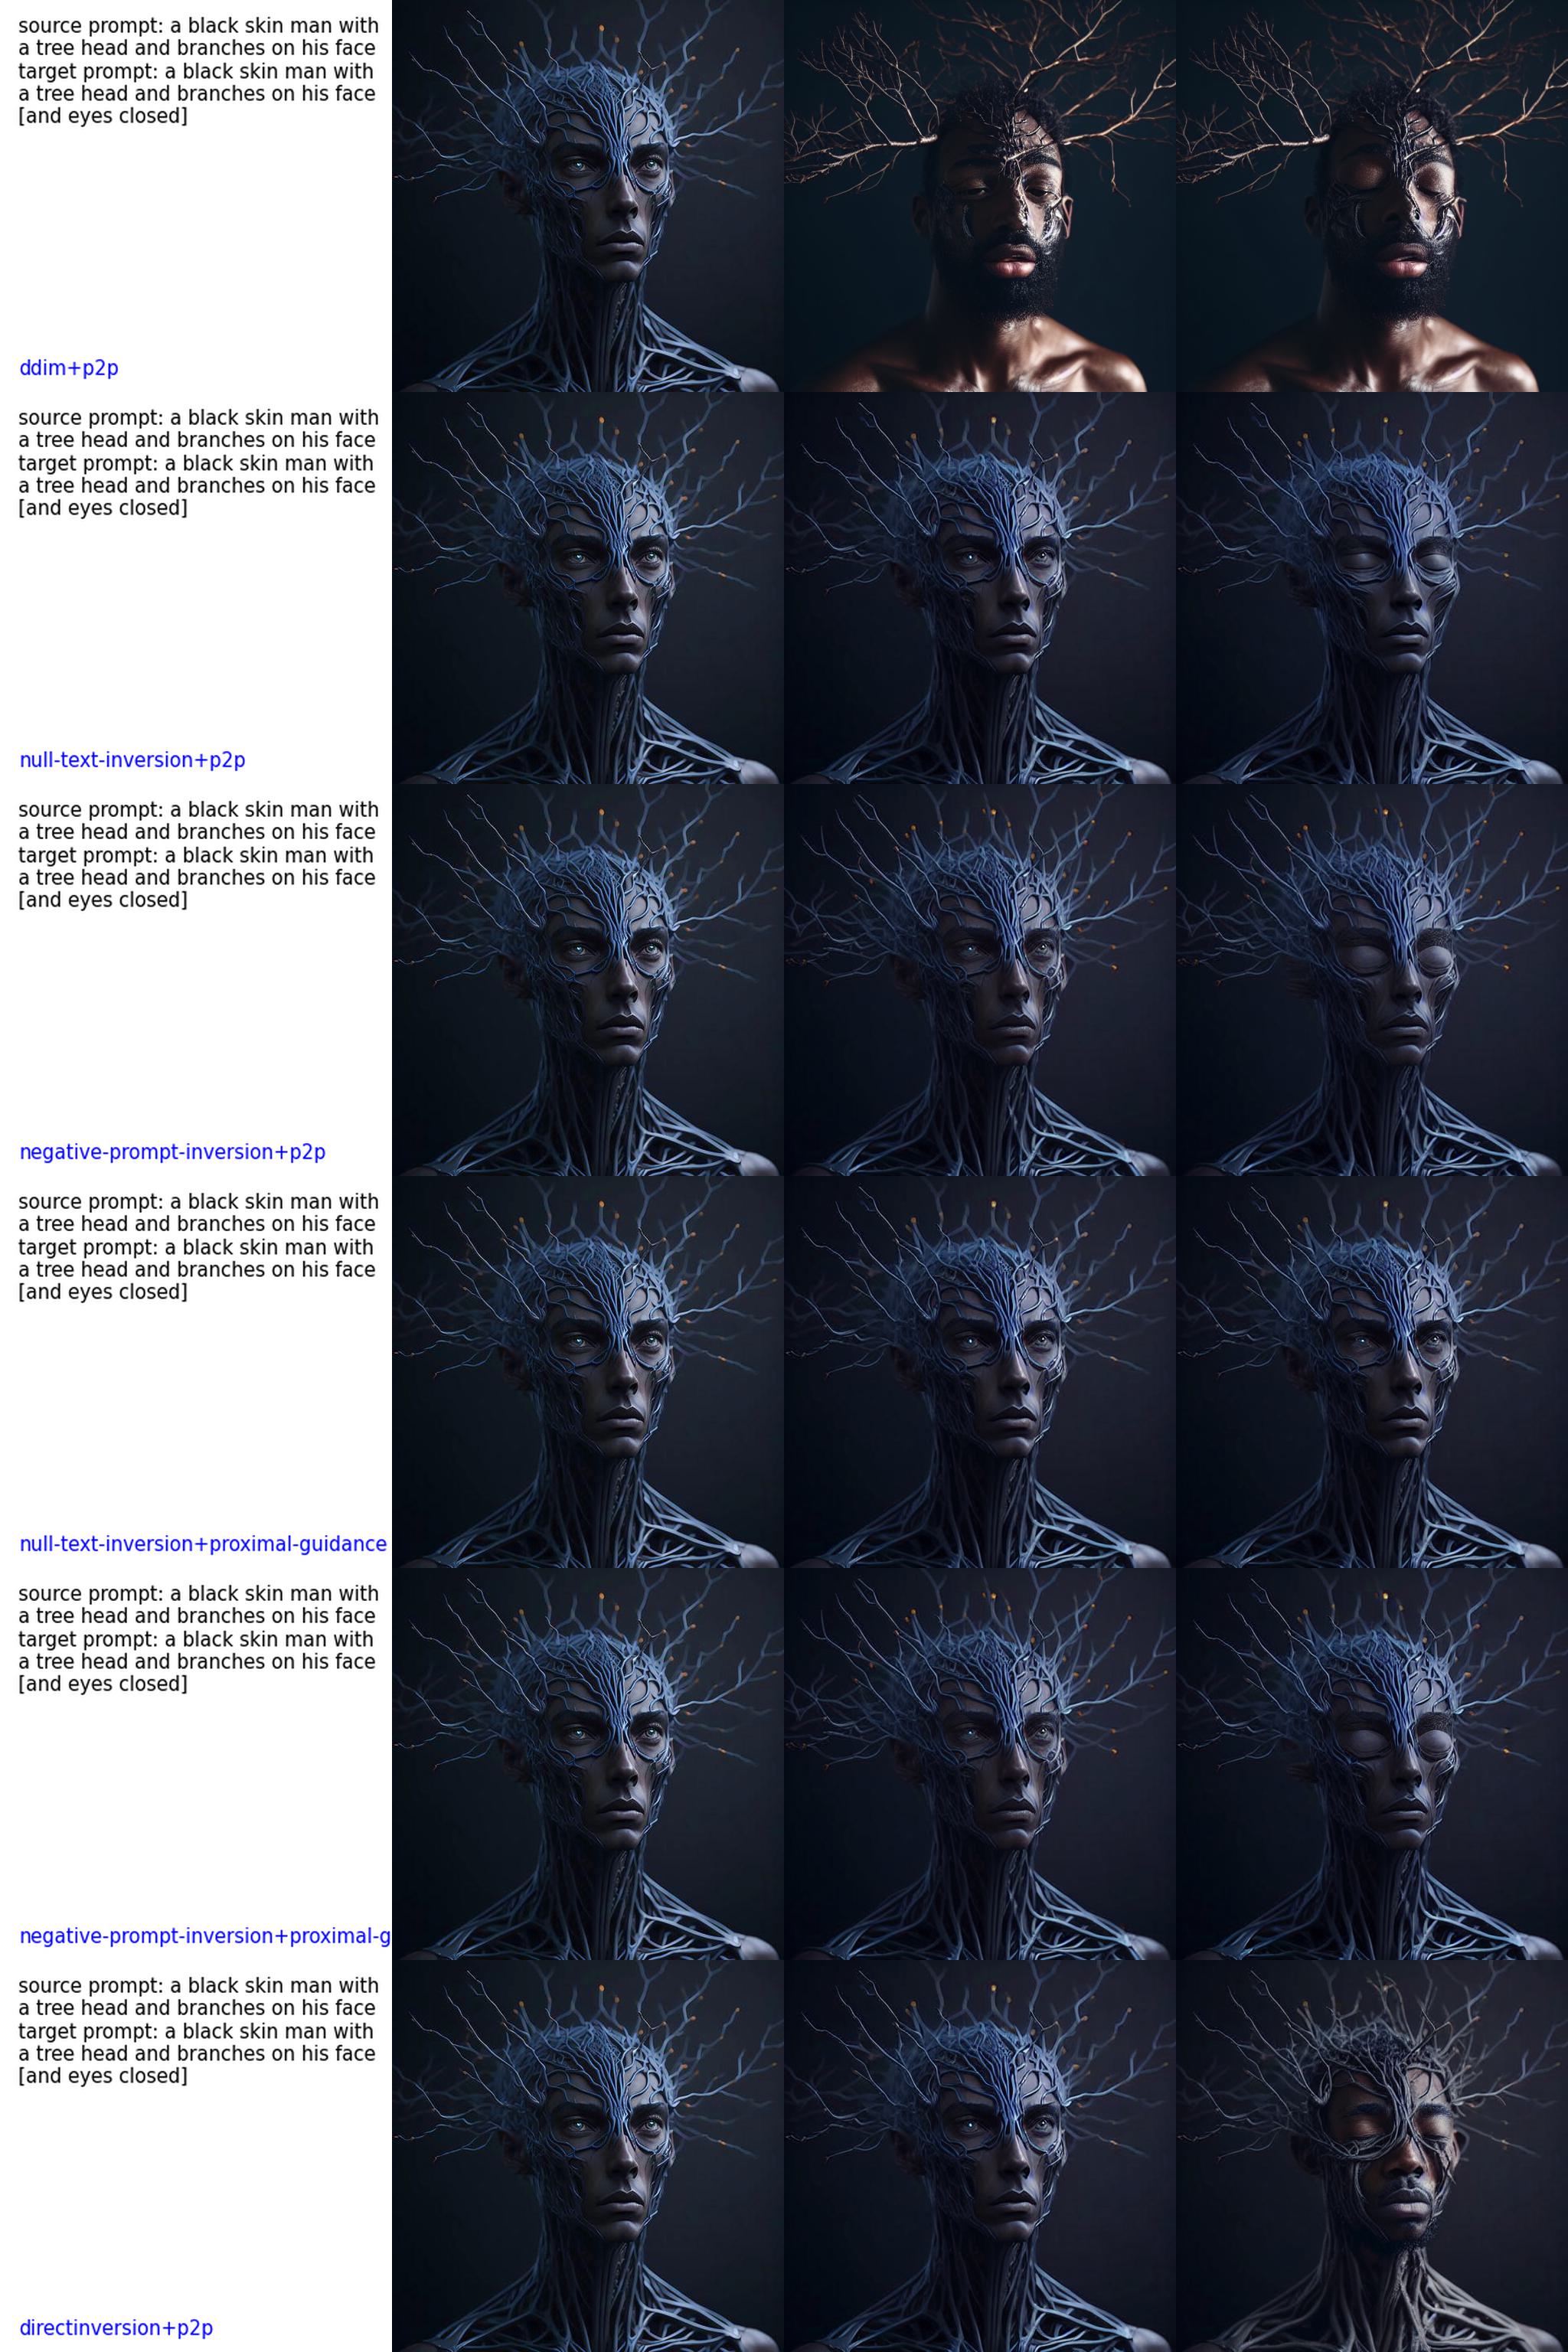 source prompt: a black skin man with
a tree head and branches on his face
target prompt: a black skin man with
a tree head and branches on his face
[and eyes closed]
ddim+p2p
source prompt: a black skin man with
a tree head and branches on his face
target prompt: a black skin man with
a tree head and branches on his face
[and eyes closed]
null-text-inversion+p2p
source prompt: a black skin man with
a tree head and branches on his face
target prompt: a black skin man with
a tree head and branches on his face
[and eyes closed]
negative-prompt-inversion+p2p
source prompt: a black skin man with
a tree head and branches on his face
target prompt: a black skin man with
a tree head and branches on his face
[and eyes closed]
null-text-inversion+proximal-guidance
source prompt: a black skin man with
a tree head and branches on his face
target prompt: a black skin man with
a tree head and branches on his face
[and eyes closed]
negative-prompt-inversion+proximal-g
source prompt: a black skin man with
a tree head and branches on his face
target prompt: a black skin man with
a tree head and branches on his face
[and eyes closed]
directinversion+p2p